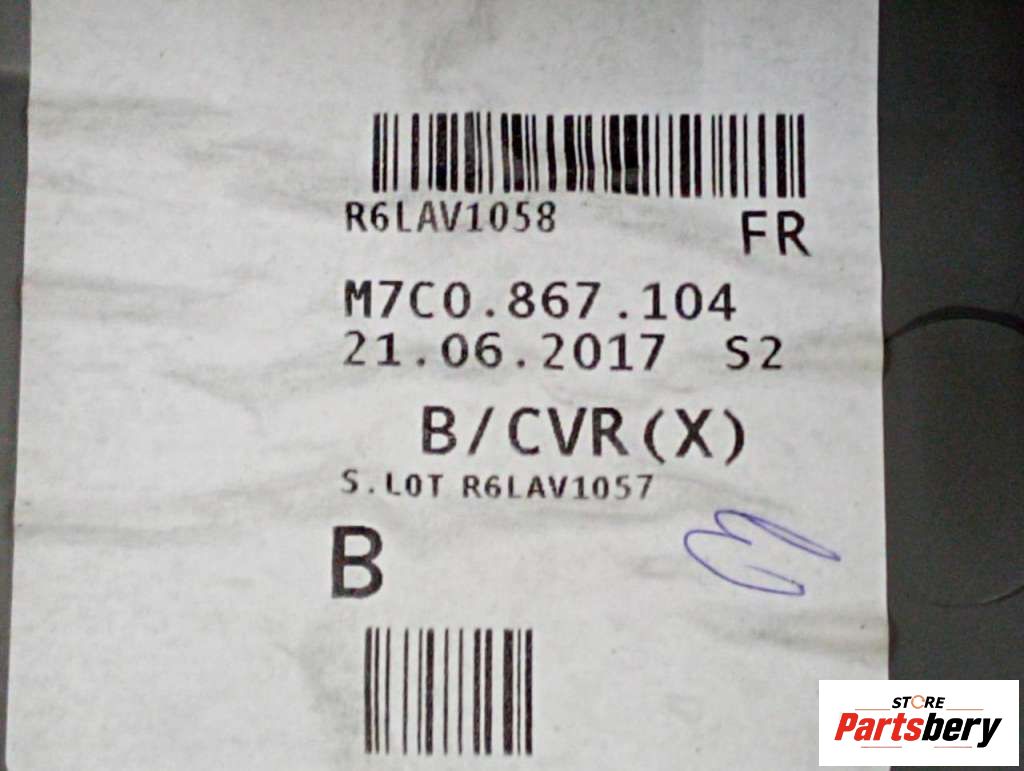 R6LAV1058
FR
M7C0.867.104
21.06.2017 S2
B/CVR(X)
S.LOT R6LAV1057
B
STORE
Partsbery